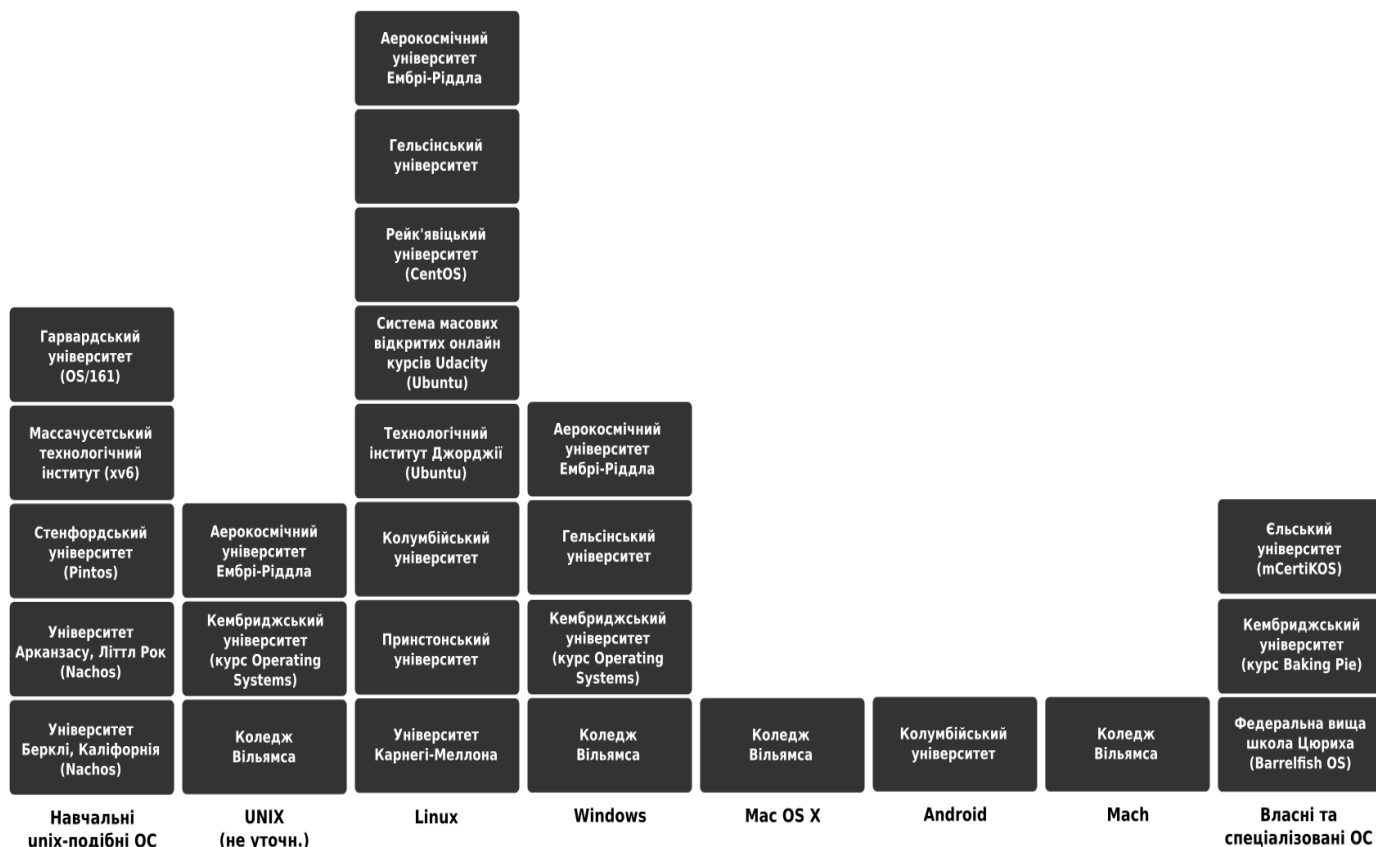 Аерокосмічний
університет
Ембрі-Ріддла
Гельсінський
університет
Рейк'явіцький
університет
(CentOS)
Система масових
відкритих онлайн
курсів Udacity
(Ubuntu)
Технологічний
інститут Джорджії
(Ubuntu)
Колумбійський
університет
Принстонський
університет
Університет
Карнегі-Меллона
Гарвардський
університет
(OS/161)
Массачусетський
технологічний
інститут (xv6)
Стенфордський
університет
(Pintos)
Університет
Арканзасу, Літтл Рок
(Nachos)
Університет
Берклі, Каліфорнія
(Nachos)
Аерокосмічний
університет
Ембрі-Ріддла
Кембриджський
університет
(курс Operating
Systems)
Коледж
Вільямса
Аерокосмічний
університет
Ембрі-Ріддла
Гельсінський
університет
Кембриджський
університет
(курс Operating
Systems)
Коледж
Вільямса
Коледж
Вільямса
Колумбійський
університет
Коледж
Вільямса
Єльський
університет
(mCertiKOS)
Кембриджський
університет
(курс Baking Pie)
Федеральна вища
школа Цюриха
(Barrelfish OS)
Навчальні
unix-подібні ОС
UNIX
(не уточн.)
Linux
Windows
Mac OS X
Android
Mach
Власні та
спеціалізовані ОС